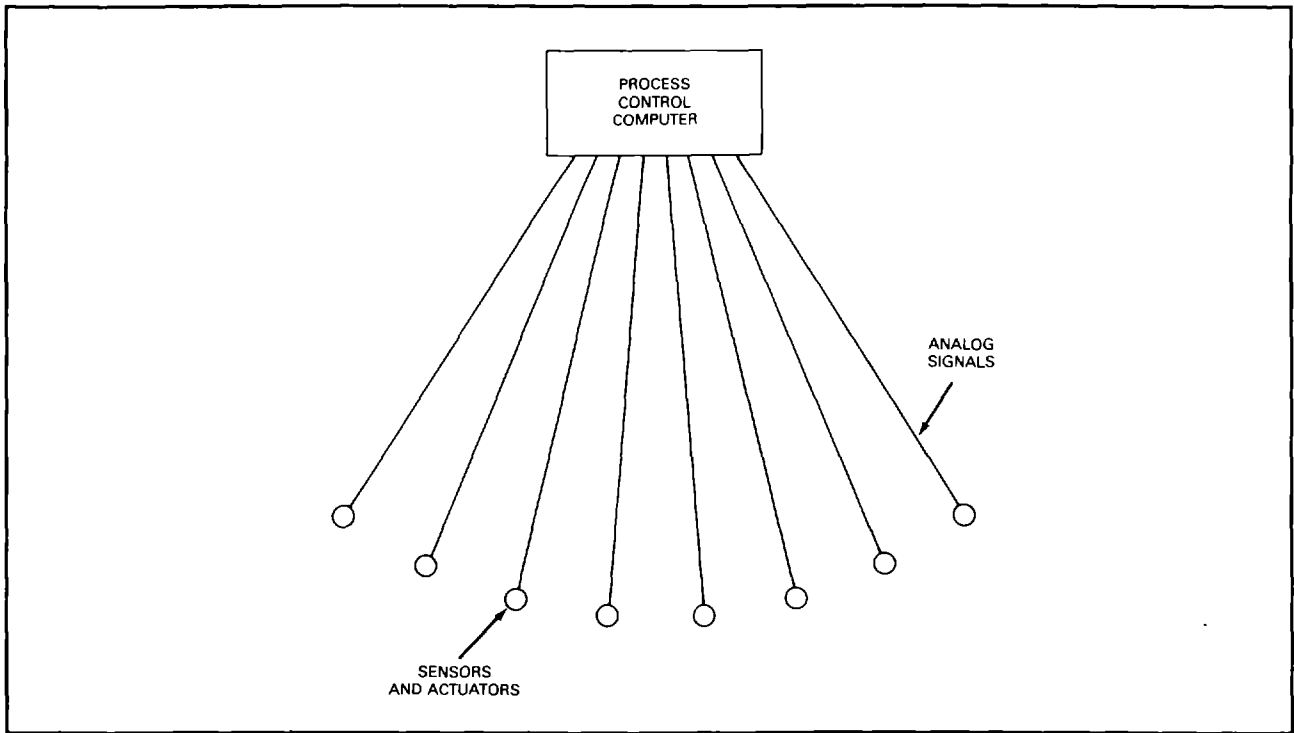 PROCESS
CONTROL
COMPUTER
ANALOG
SIGNALS
SENSORS
AND ACTUATORS